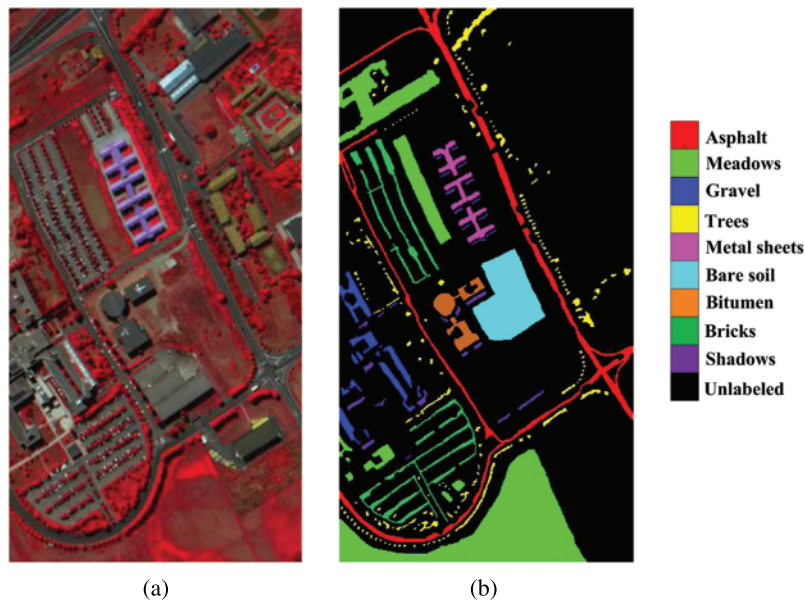 Asphalt
Meadows
Gravel
Trees
Metal sheets
Bare soil
Bitumen
Bricks
Shadows
Unlabeled
(a)
(b)